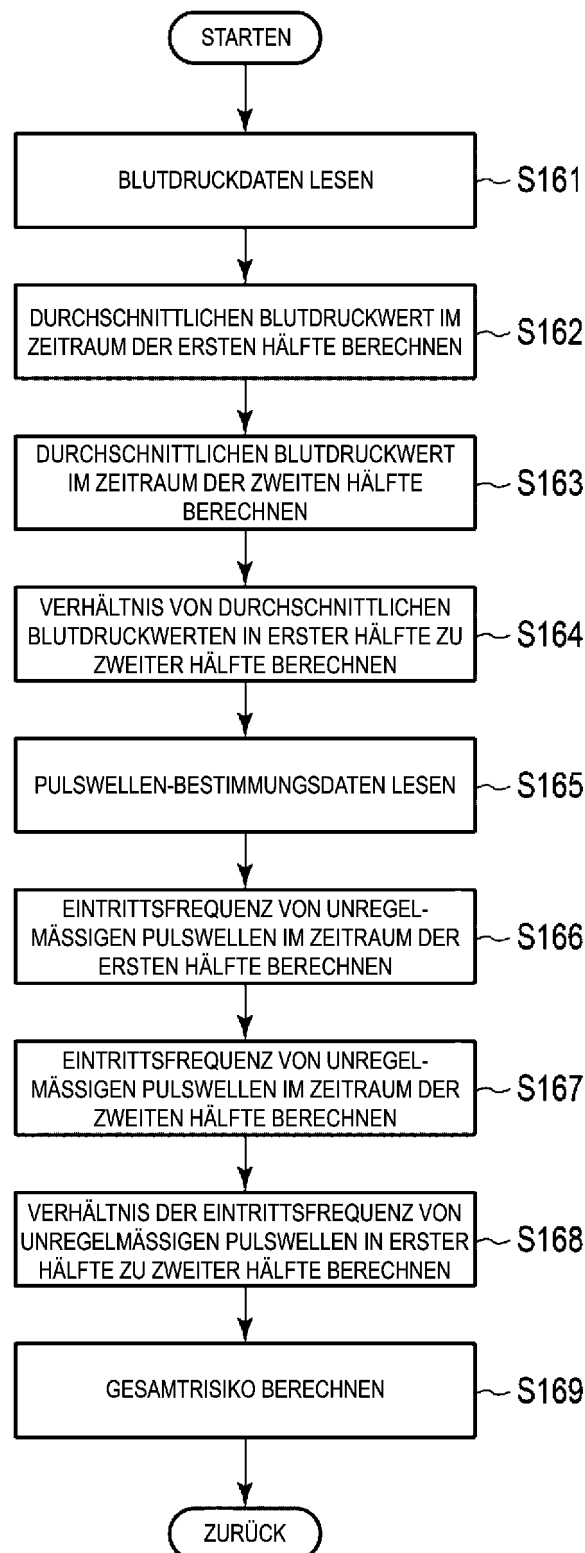 STARTEN
BLUTDRUCKDATEN LESEN
S161
DURCHSCHNITTLICHEN BLUTDRUCKWERT IM
ZEITRAUM DER ERSTEN HÄLFTE BERECHNEN
S162
DURCHSCHNITTLICHEN BLUTDRUCKWERT
IM ZEITRAUM DER ZWEITEN HÄLFTE
BERECHNEN
S163
VERHÄLTNIS VON DURCHSCHNITTLICHEN
BLUTDRUCKWERTEN IN ERSTER HÄLFTE ZU
ZWEITER HÄLFTE BERECHNEN
S164
PULSWELLEN-BESTIMMUNGSDATEN LESEN
S165
EINTRITTSFREQUENZ VON UNREGEL-
MÄSSIGEN PULSWELLEN IM ZEITRAUM DER
ERSTEN HÄLFTE BERECHNEN
S166
EINTRITTSFREQUENZ VON UNREGEL-
MÄSSIGEN PULSWELLEN IM ZEITRAUM DER
ZWEITEN HÄLFTE BERECHNEN
S167
VERHÄLTNIS DER EINTRITTSFREQUENZ VON
UNREGELMÄSSIGEN PULSWELLEN IN ERSTER
HÄLFTE ZU ZWEITER HÄLFTE BERECHNEN
S168
GESAMTRISIKO BERECHNEN
S169
ZURÜCK